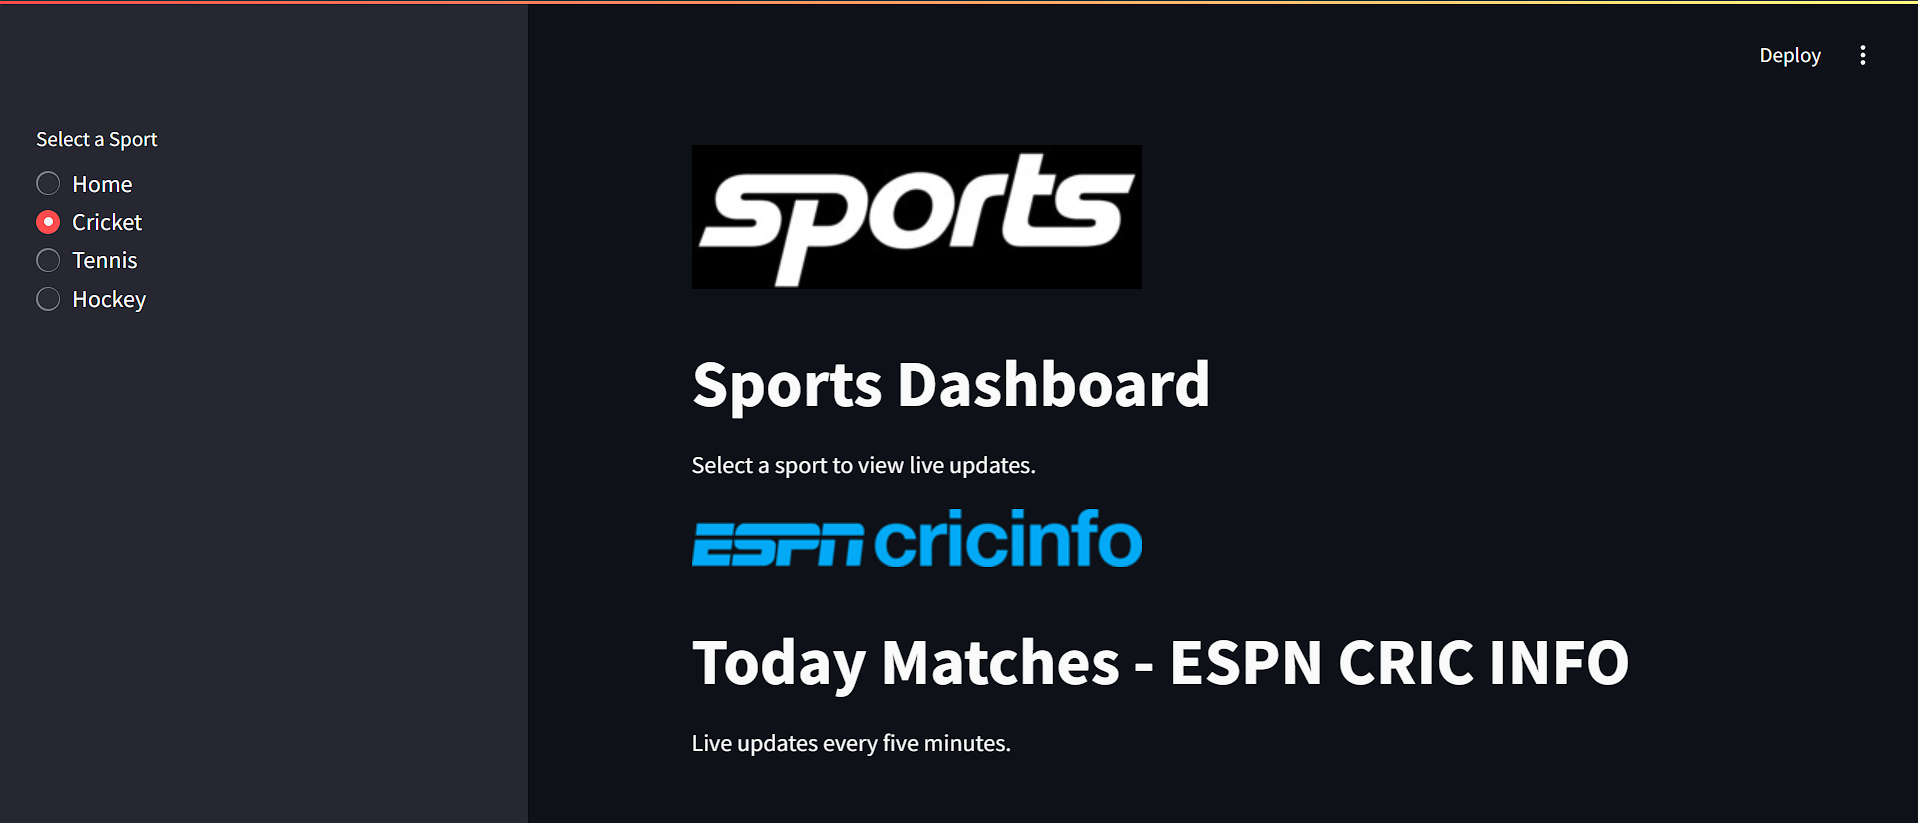 Deploy
Select a Sport
Home
Cricket
Tennis
Hockey
sports
Sports Dashboard
Select a sport to view live updates.
ESPN cricinfo
Today Matches - ESPN CRIC INFO
Live updates every five minutes.